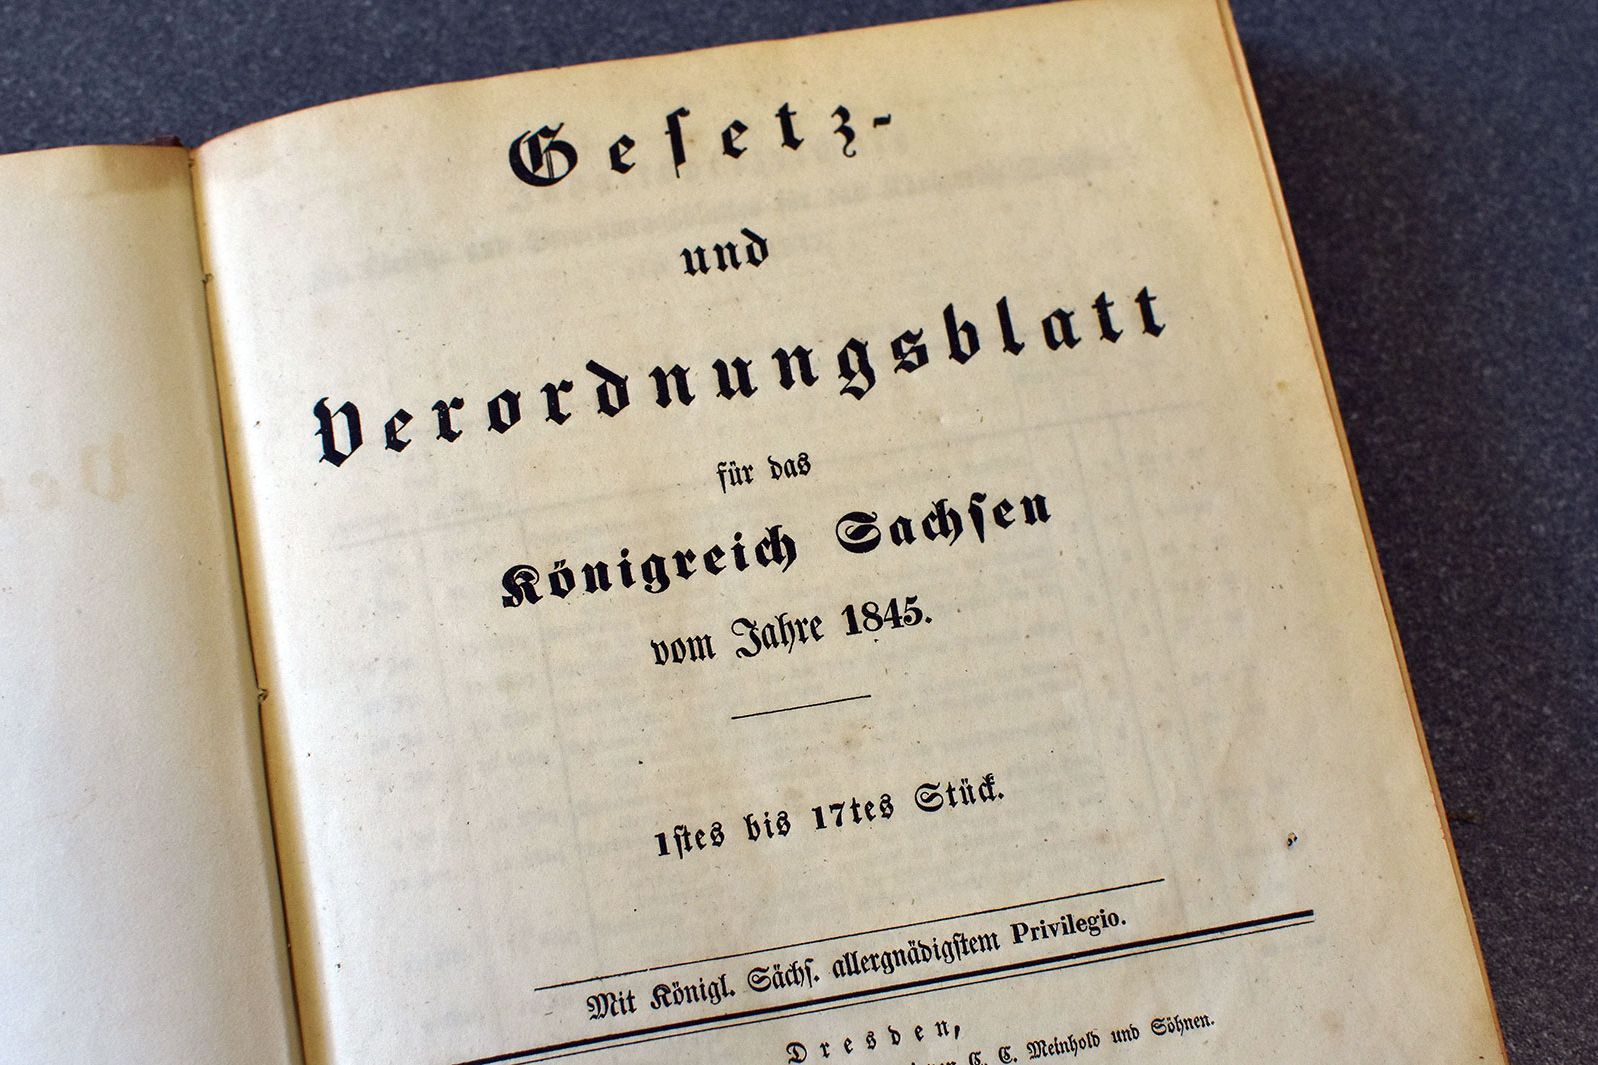 Geſetz-
und
Verordnungsblatt
für das
Königreich Sachſen
vom Jahre 1845.
1ſtes bis 17tes Stück.
Mit Königl. Sächſ. allergnädigſtem Privilegio.
Dresden,
C. C. Meinhold und Söhnen.